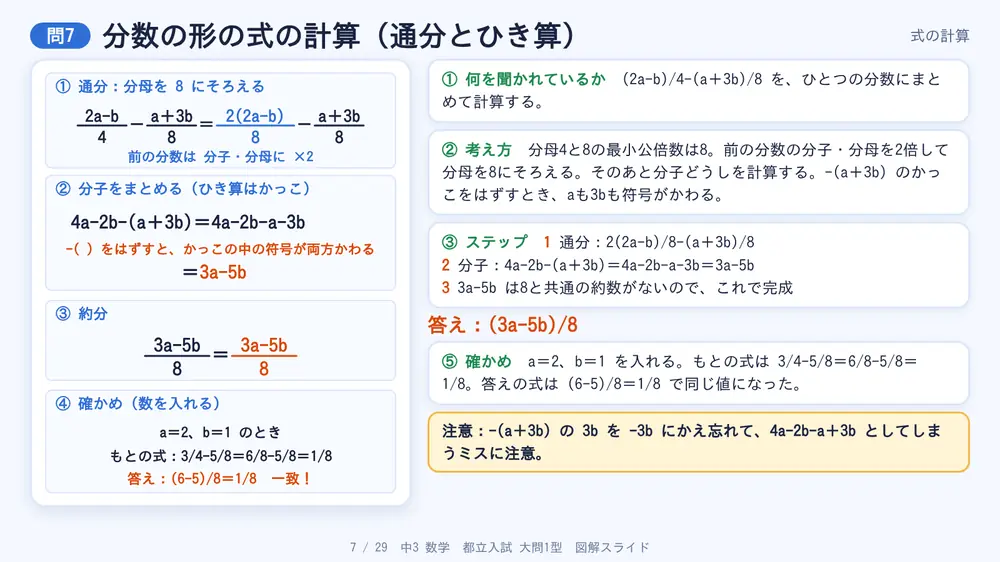 問7 分数の形の式の計算（通分とひき算）
式の計算
① 通分：分母を 8 にそろえる
2a-b/4 − a＋3b/8 ＝ 2(2a-b)/8 − a＋3b/8
前の分数は 分子・分母に ×2
② 分子をまとめる（ひき算はかっこ）
4a-2b-(a＋3b)＝4a-2b-a-3b
-( ) をはずすと、かっこの中の符号が両方かわる
＝3a-5b
③ 約分
3a-5b/8 ＝ 3a-5b/8
④ 確かめ（数を入れる）
a＝2、b＝1 のとき
もとの式：3/4-5/8＝6/8-5/8＝1/8
答え：(6-5)/8＝1/8　一致！
① 何を聞かれているか　(2a-b)/4-(a＋3b)/8 を、ひとつの分数にまと
めて計算する。
② 考え方　分母4と8の最小公倍数は8。前の分数の分子・分母を2倍して
分母を8にそろえる。そのあと分子どうしを計算する。-(a＋3b) のかっ
こをはずすとき、aも3bも符号がかわる。
③ ステップ　1 通分：2(2a-b)/8-(a＋3b)/8
2 分子：4a-2b-(a＋3b)＝4a-2b-a-3b＝3a-5b
3 3a-5b は8と共通の約数がないので、これで完成
答え：(3a-5b)/8
⑤ 確かめ　a＝2、b＝1 を入れる。もとの式は 3/4-5/8＝6/8-5/8＝
1/8。答えの式は (6-5)/8＝1/8 で同じ値になった。
注意：-(a＋3b) の 3b を -3b にかえ忘れて、4a-2b-a＋3b としてしま
うミスに注意。
7 / 29　中3 数学　都立入試 大問1型　図解スライド